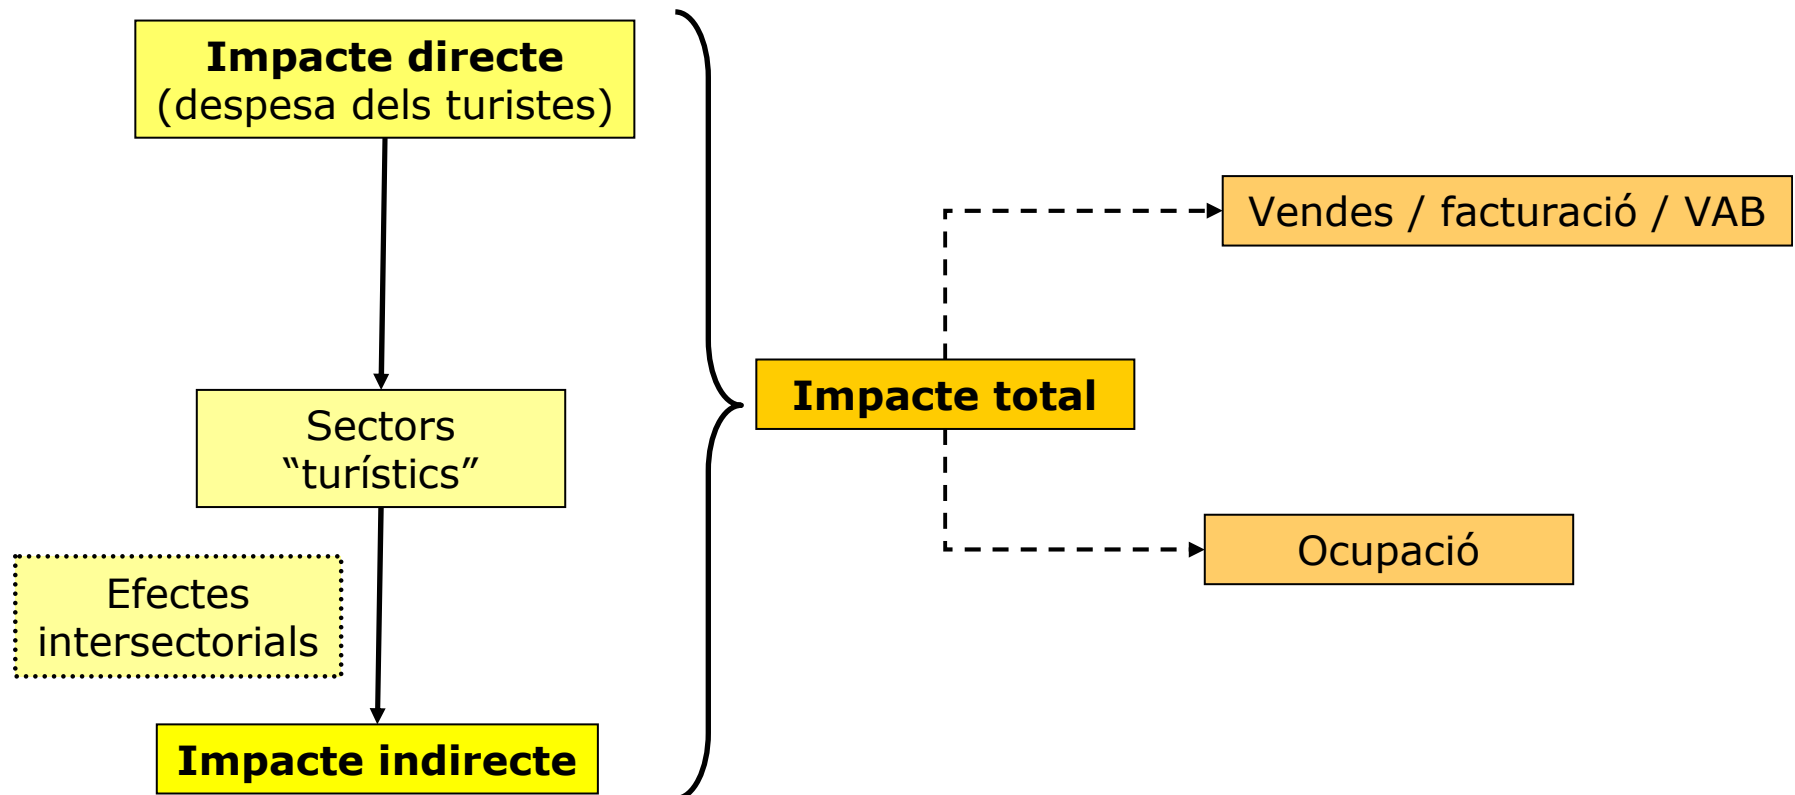 Impacte directe
(despesa dels turistes)
Sectors
“turístics”
Efectes
intersectorials
Impacte indirecte
Impacte total
Vendes / facturació / VAB
Ocupació